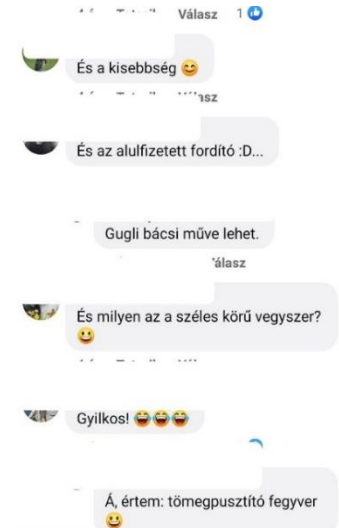 Válasz 1
És a kisebbség 😊
És az alulfizetett fordító :D...
Gugli bácsi műve lehet.
És milyen az a széles körű vegyszer?
😃
Gyilkos! 😂😂😂
Á, értem: tömegpusztító fegyver
😃